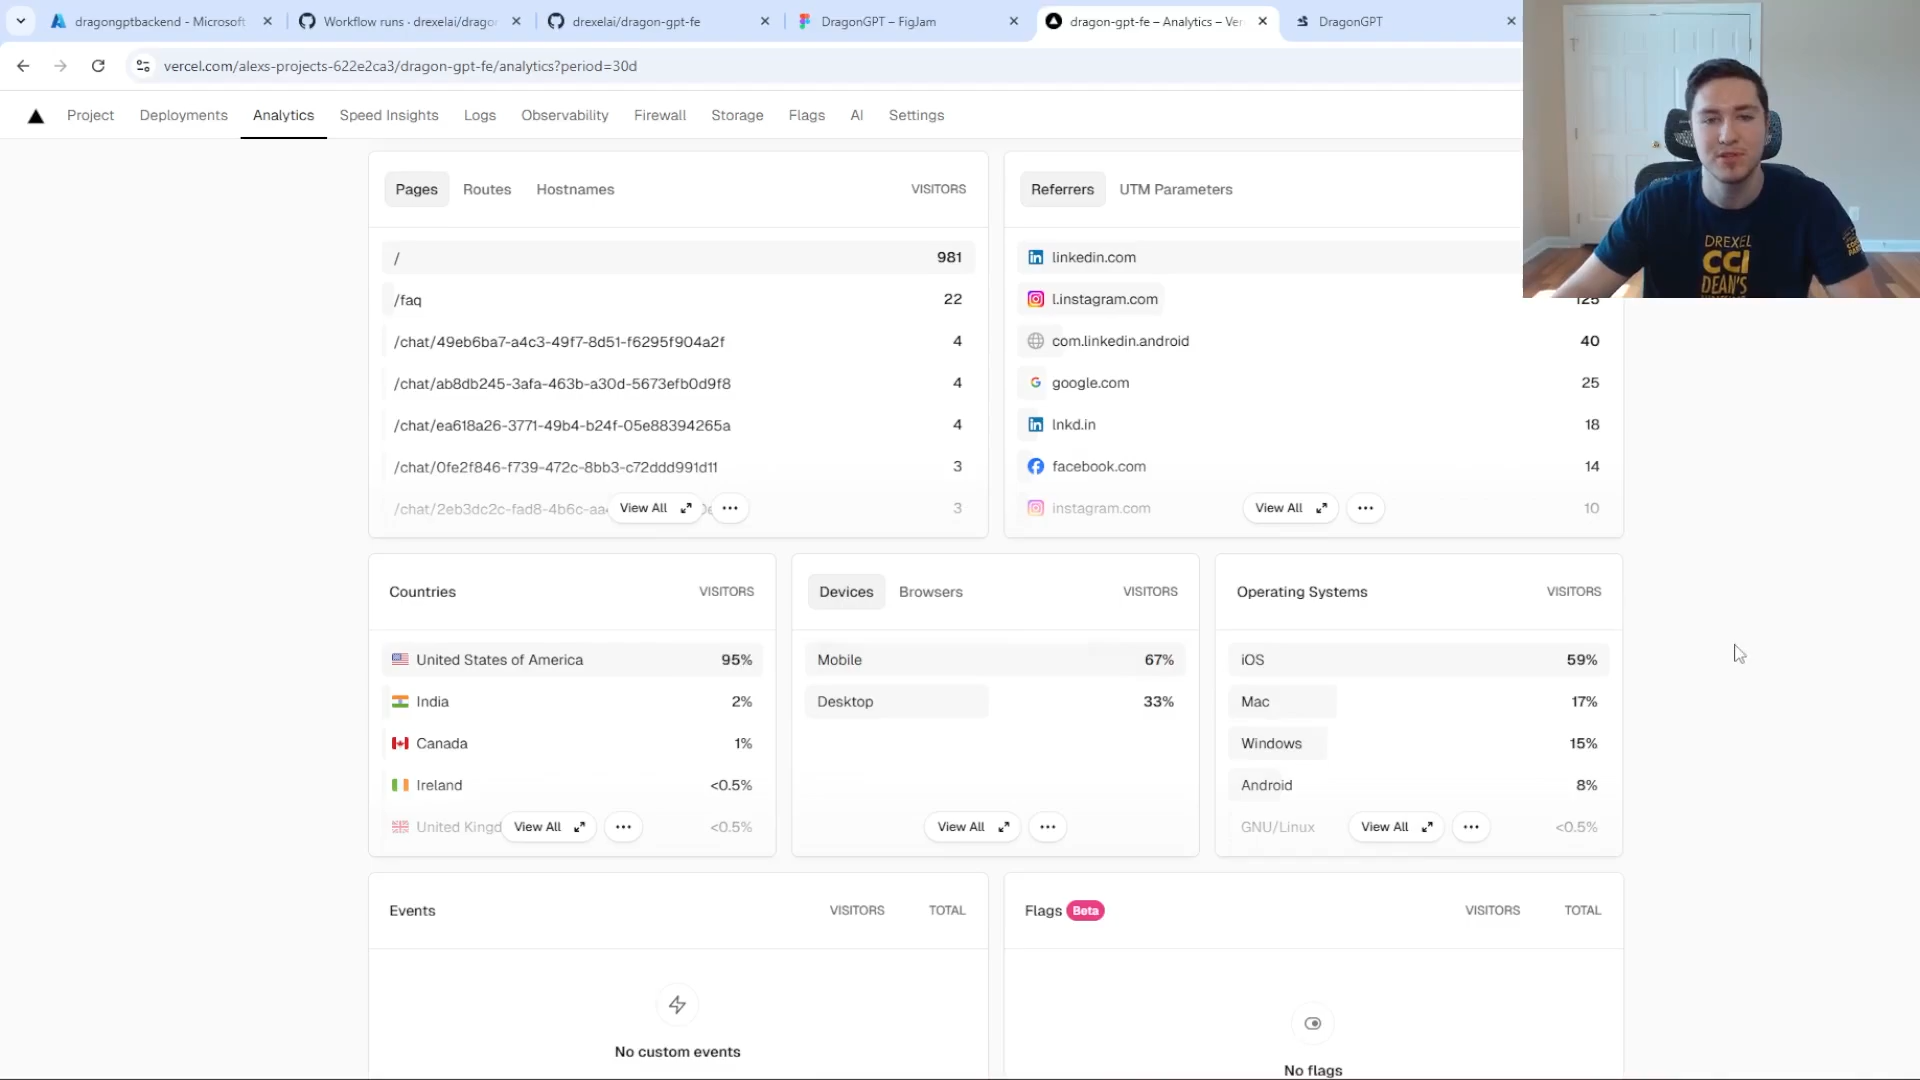 dragongptbackend - Microsoft
Workflow runs · drexelai/dragon
drexelai/dragon-gpt-fe
DragonGPT – FigJam
dragon-gpt-fe – Analytics – Ver
DragonGPT
vercel.com/alexs-projects-622e2ca3/dragon-gpt-fe/analytics?period=30d
Project
Deployments
Analytics
Speed Insights
Logs
Observability
Firewall
Storage
Flags
AI
Settings
Pages
Routes
Hostnames
VISITORS
/ 981
/faq 22
/chat/49eb6ba7-a4c3-49f7-8d51-f6295f904a2f 4
/chat/ab8db245-3afa-463b-a30d-5673efb0d9f8 4
/chat/ea618a26-3771-49b4-b24f-05e88394265a 4
/chat/0fe2f846-f739-472c-8bb3-c72ddd991d11 3
/chat/2eb3dc2c-fad8-4b6c-aa 3
View All
Referrers
UTM Parameters
linkedin.com
l.instagram.com 125
com.linkedin.android 40
google.com 25
lnkd.in 18
facebook.com 14
instagram.com 10
View All
Countries VISITORS
United States of America 95%
India 2%
Canada 1%
Ireland <0.5%
United Kingd <0.5%
View All
Devices
Browsers
VISITORS
Mobile 67%
Desktop 33%
View All
Operating Systems VISITORS
iOS 59%
Mac 17%
Windows 15%
Android 8%
GNU/Linux <0.5%
View All
Events VISITORS TOTAL
No custom events
Flags Beta VISITORS TOTAL
No flags
DREXEL
CCI
DEAN'S